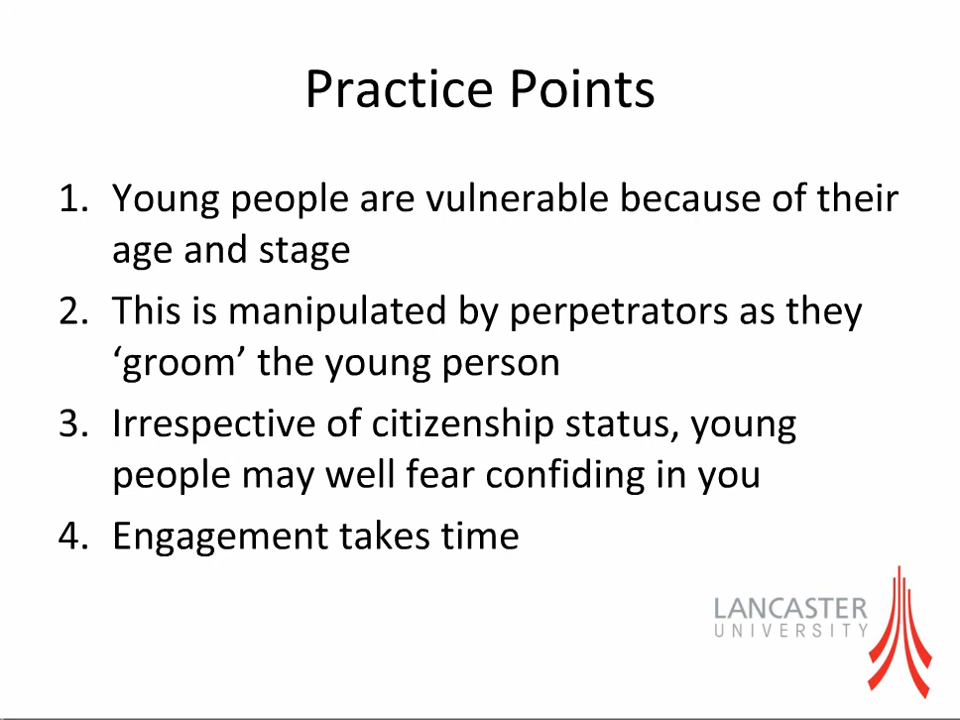 Practice Points
1. Young people are vulnerable because of their
age and stage
2. This is manipulated by perpetrators as they
‘groom’ the young person
3. Irrespective of citizenship status, young
people may well fear confiding in you
4. Engagement takes time
LANCASTER
UNIVERSITY